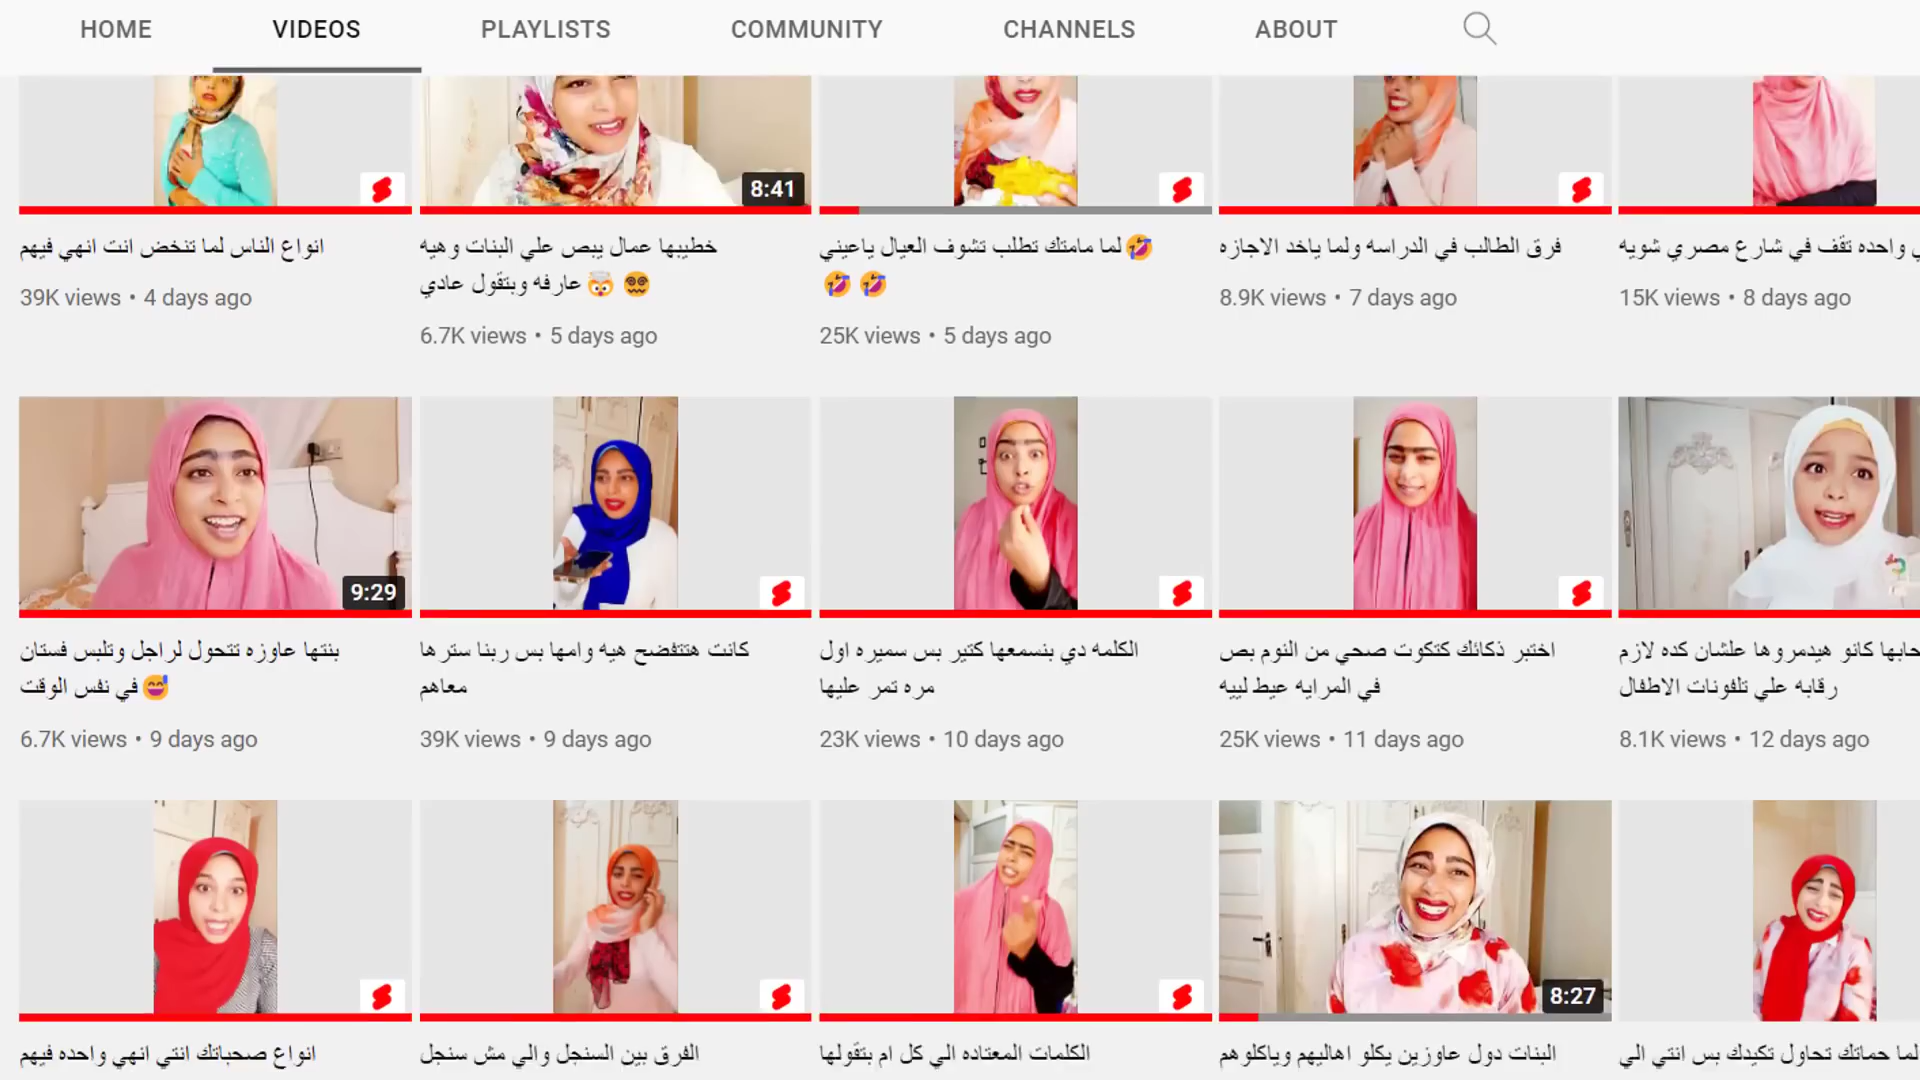 HOME VIDEOS PLAYLISTS COMMUNITY CHANNELS ABOUT
8:41
انواع الناس لما تنخض انت انهي فيهم
39K views • 4 days ago
خطيبها عمال يبص علي البنات وهيه
عارفه وبتقول عادي 🤯 😵‍💫
6.7K views • 5 days ago
لما مامتك تطلب تشوف العيال ياعيني 🤣
🤣 🤣
25K views • 5 days ago
فرق الطالب في الدراسه ولما ياخد الاجازه
8.9K views • 7 days ago
واحده تقف في شارع مصري شويه
15K views • 8 days ago
9:29
بنتها عاوزه تتحول لراجل وتلبس فستان
في نفس الوقت 😅
6.7K views • 9 days ago
كانت هتتفضح هيه وامها بس ربنا سترها
معاهم
39K views • 9 days ago
الكلمه دي بنسمعها كتير بس سميره اول
مره تمر عليها
23K views • 10 days ago
اختبر ذكائك كتكوت صحي من النوم بص
في المرايه عيط لييه
25K views • 11 days ago
كانو هيدمروها علشان كده لازم
رقابه علي تلفونات الاطفال
8.1K views • 12 days ago
8:27
انواع صحباتك انتي انهي واحده فيهم
الفرق بين السنجل والي مش سنجل
الكلمات المعتاده الي كل ام بتقولها
البنات دول عاوزين يكلو اهاليهم وياكلوهم
لما حماتك تحاول تكيدك بس انتي الي